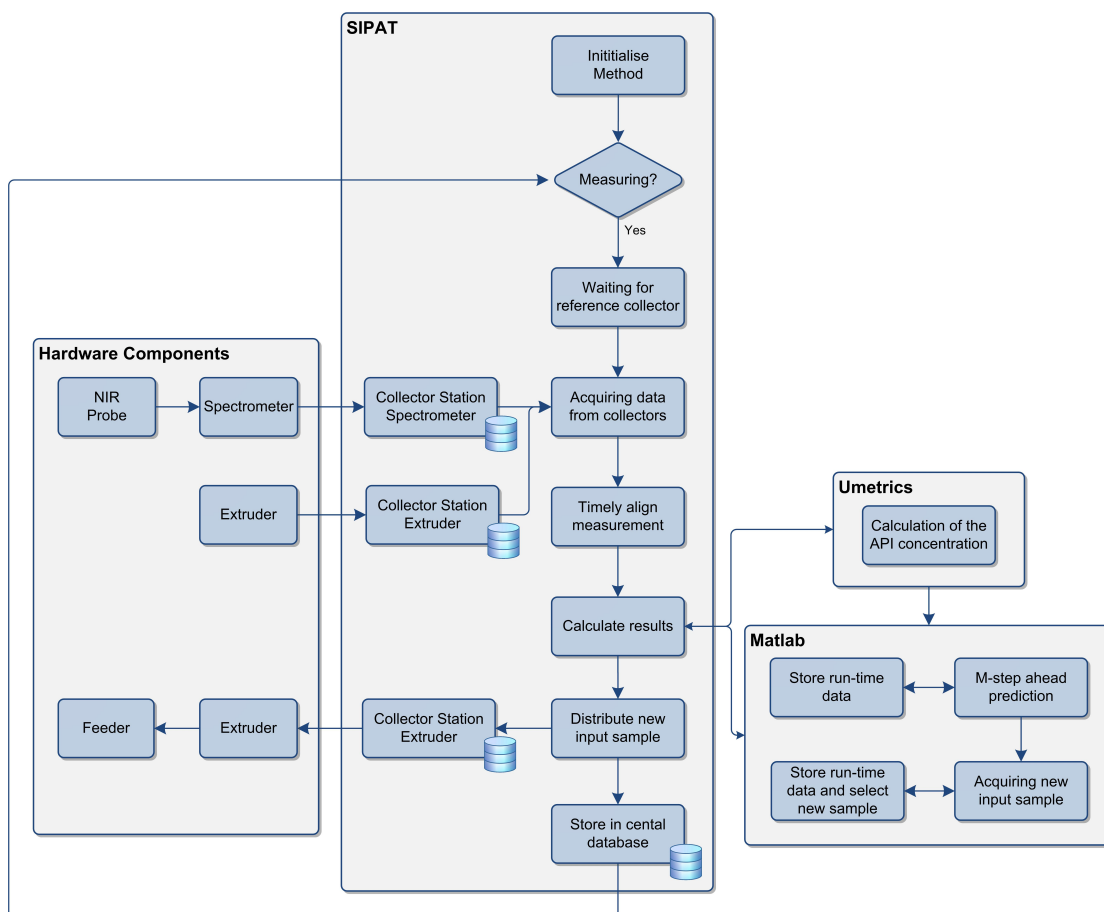 SIPAT
Inititialise
Method
Measuring?
Yes
Waiting for
reference collector
Hardware Components
NIR
Probe
Spectrometer
Collector Station
Spectrometer
Acquiring data
from collectors
Extruder
Collector Station
Extruder
Timely align
measurement
Umetrics
Calculation of the
API concentration
Calculate results
Matlab
Store run-time
data
M-step ahead
prediction
Feeder
Extruder
Collector Station
Extruder
Distribute new
input sample
Store run-time
data and select
new sample
Acquiring new
input sample
Store in cental
database